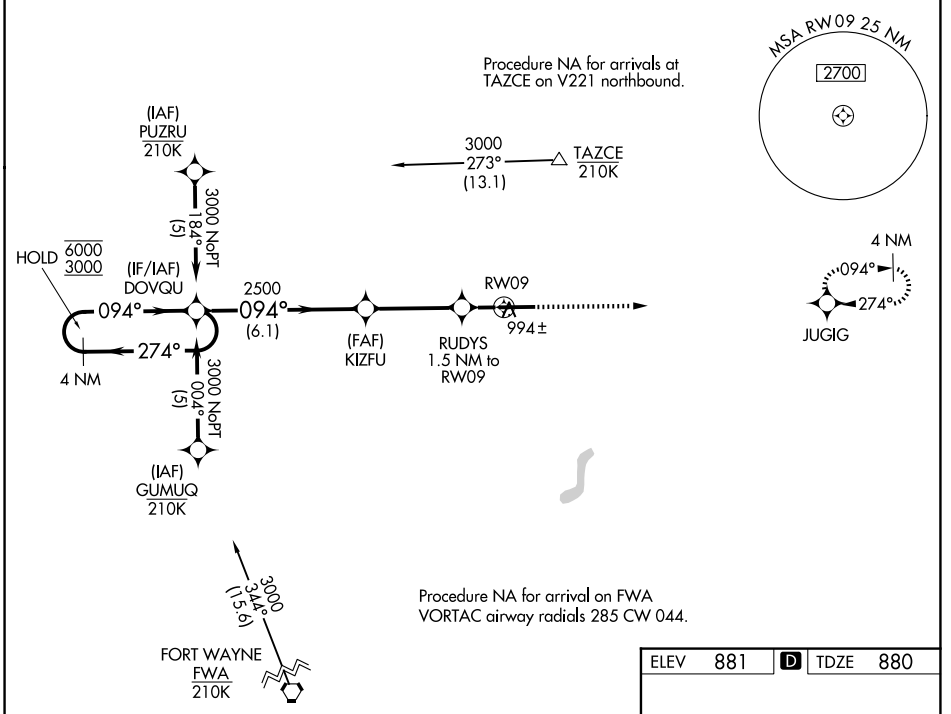 MSA RW09 25 NM
2700
Procedure NA for arrivals at
TAZCE on V221 northbound.
(IAF)
PUZRU
210K
3000
273°
(13.1)
TAZCE
210K
3000 NoPT
184°
(5)
HOLD
6000
3000
(IF/IAF)
DOVQU
094°
274°
4 NM
2500
094°
(6.1)
(FAF)
KIZFU
RUDYS
1.5 NM to
RW09
RW09
994±
4 NM
094°
274°
JUGIG
3000 NoPT
004°
(5)
(IAF)
GUMUQ
210K
3000
344°
(15.6)
FORT WAYNE
FWA
210K
Procedure NA for arrival on FWA
VORTAC airway radials 285 CW 044.
ELEV 881 D TDZE 880